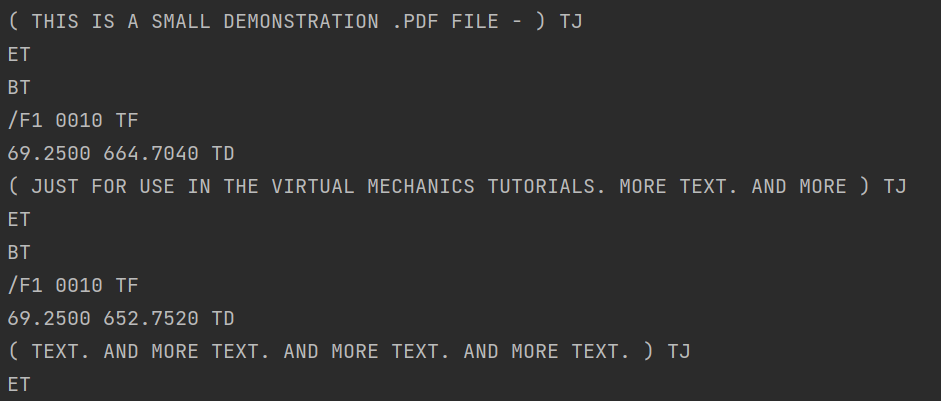 ( THIS IS A SMALL DEMONSTRATION .PDF FILE - ) TJ
ET
BT
/F1 0010 TF
69.2500 664.7040 TD
( JUST FOR USE IN THE VIRTUAL MECHANICS TUTORIALS. MORE TEXT. AND MORE ) TJ
ET
BT
/F1 0010 TF
69.2500 652.7520 TD
( TEXT. AND MORE TEXT. AND MORE TEXT. AND MORE TEXT. ) TJ
ET